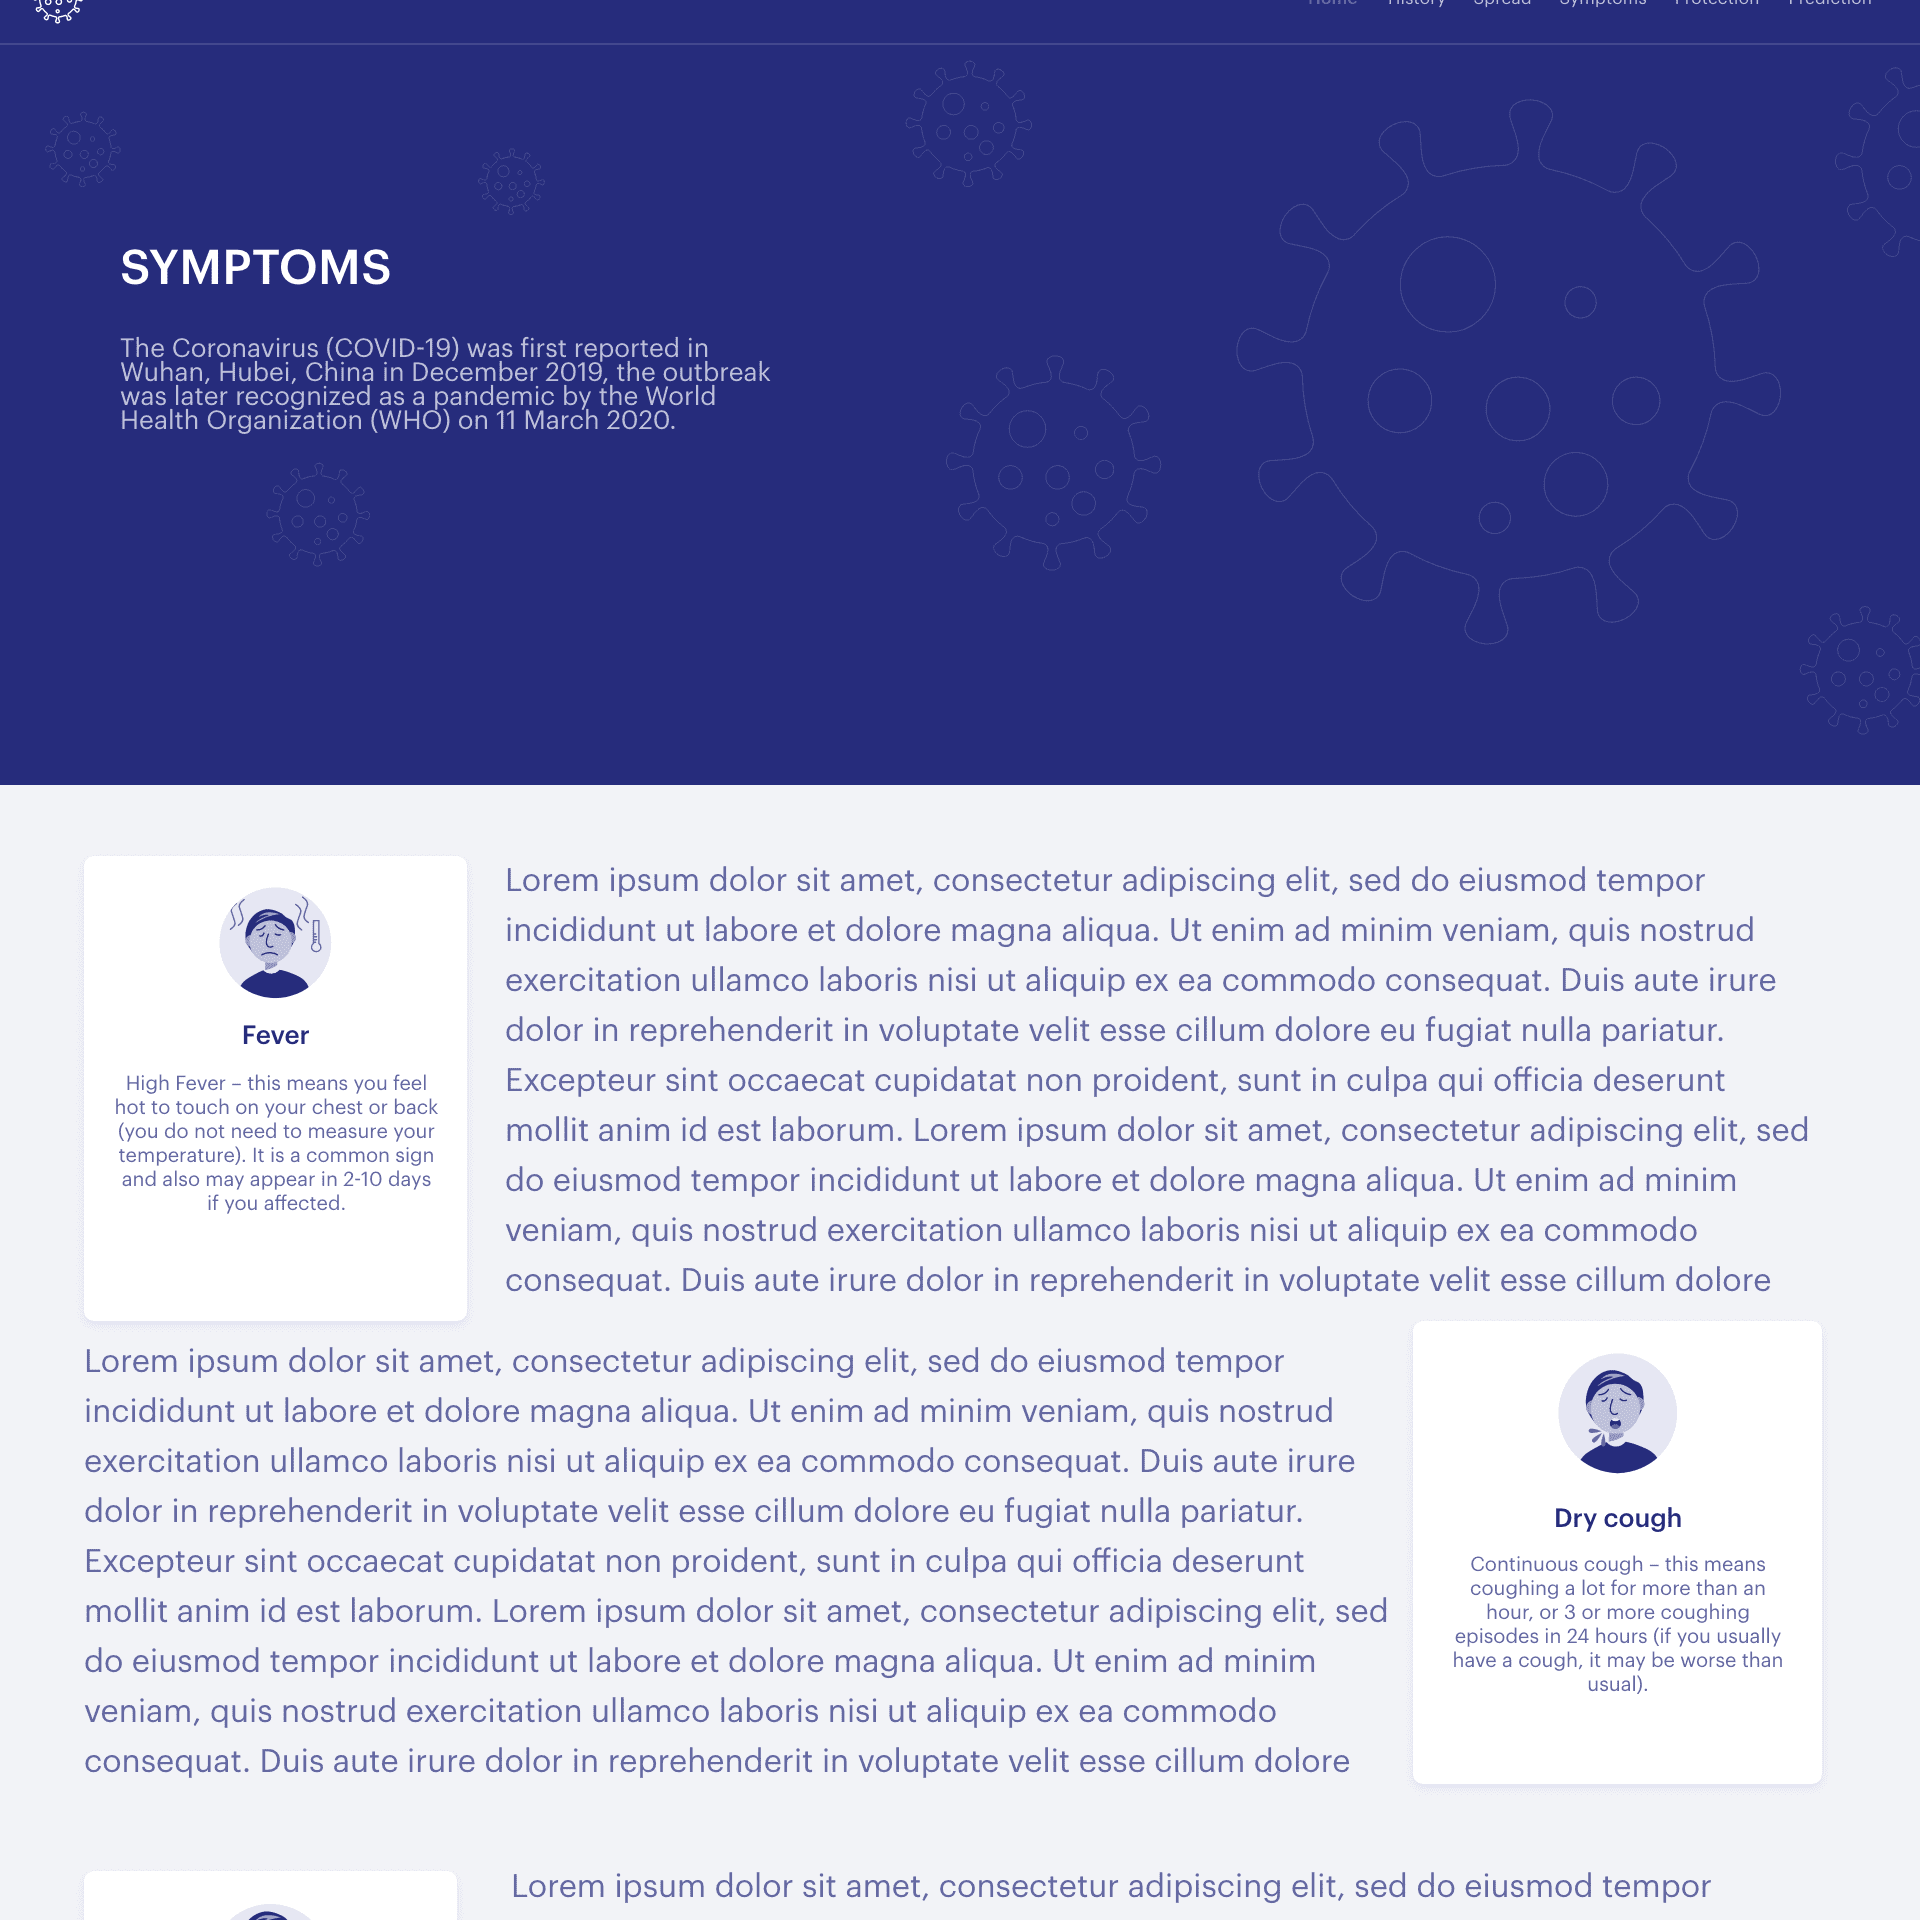 Home History Spread Symptoms Protection Prediction
SYMPTOMS
The Coronavirus (COVID-19) was first reported in
Wuhan, Hubei, China in December 2019, the outbreak
was later recognized as a pandemic by the World
Health Organization (WHO) on 11 March 2020.
Fever
High Fever – this means you feel
hot to touch on your chest or back
(you do not need to measure your
temperature). It is a common sign
and also may appear in 2-10 days
if you affected.
Lorem ipsum dolor sit amet, consectetur adipiscing elit, sed do eiusmod tempor
incididunt ut labore et dolore magna aliqua. Ut enim ad minim veniam, quis nostrud
exercitation ullamco laboris nisi ut aliquip ex ea commodo consequat. Duis aute irure
dolor in reprehenderit in voluptate velit esse cillum dolore eu fugiat nulla pariatur.
Excepteur sint occaecat cupidatat non proident, sunt in culpa qui officia deserunt
mollit anim id est laborum. Lorem ipsum dolor sit amet, consectetur adipiscing elit, sed
do eiusmod tempor incididunt ut labore et dolore magna aliqua. Ut enim ad minim
veniam, quis nostrud exercitation ullamco laboris nisi ut aliquip ex ea commodo
consequat. Duis aute irure dolor in reprehenderit in voluptate velit esse cillum dolore
Lorem ipsum dolor sit amet, consectetur adipiscing elit, sed do eiusmod tempor
incididunt ut labore et dolore magna aliqua. Ut enim ad minim veniam, quis nostrud
exercitation ullamco laboris nisi ut aliquip ex ea commodo consequat. Duis aute irure
dolor in reprehenderit in voluptate velit esse cillum dolore eu fugiat nulla pariatur.
Excepteur sint occaecat cupidatat non proident, sunt in culpa qui officia deserunt
mollit anim id est laborum. Lorem ipsum dolor sit amet, consectetur adipiscing elit, sed
do eiusmod tempor incididunt ut labore et dolore magna aliqua. Ut enim ad minim
veniam, quis nostrud exercitation ullamco laboris nisi ut aliquip ex ea commodo
consequat. Duis aute irure dolor in reprehenderit in voluptate velit esse cillum dolore
Dry cough
Continuous cough – this means
coughing a lot for more than an
hour, or 3 or more coughing
episodes in 24 hours (if you usually
have a cough, it may be worse than
usual).
Lorem ipsum dolor sit amet, consectetur adipiscing elit, sed do eiusmod tempor